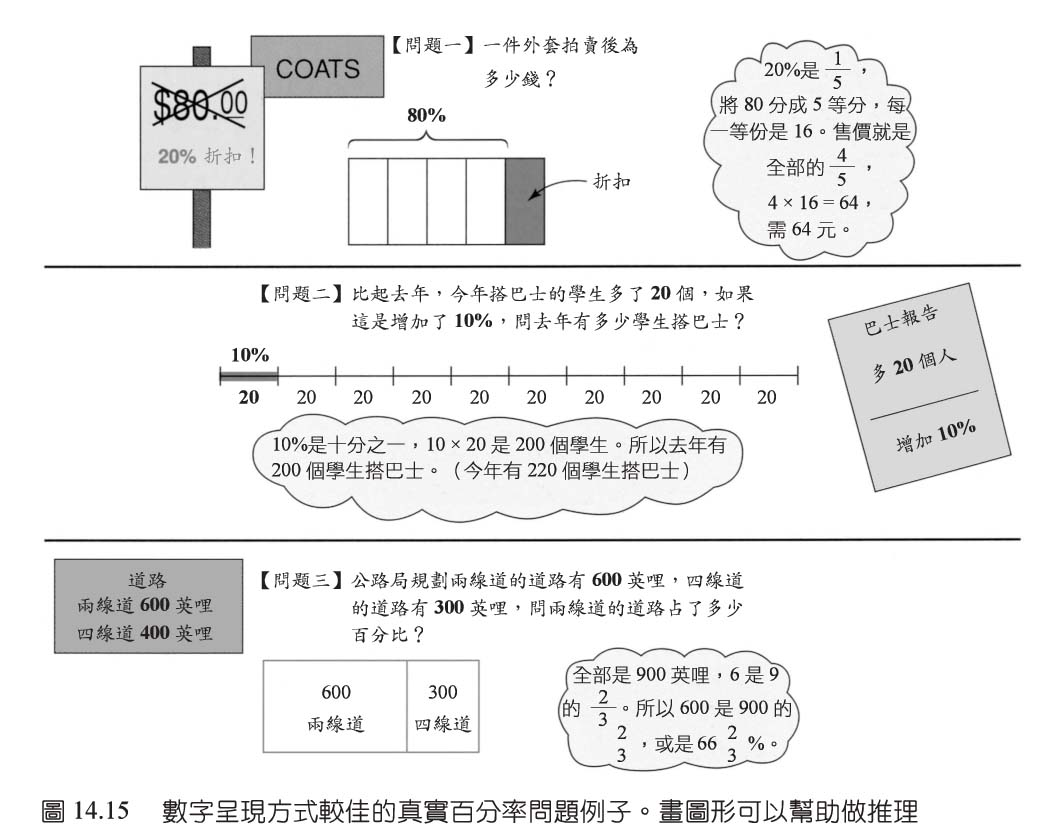 COATS
$80.00
20% 折扣！
【問題一】一件外套拍賣後為
多少錢？
80%
折扣
20%是 1/5，
將 80 分成 5 等分，每
一等份是 16。售價就是
全部的 4/5，
4 × 16 = 64，
需 64 元。
【問題二】比起去年，今年搭巴士的學生多了 20 個，如果
這是增加了 10%，問去年有多少學生搭巴士？
10%
20 20 20 20 20 20 20 20 20 20
10%是十分之一，10 × 20 是 200 個學生。所以去年有
200 個學生搭巴士。（今年有 220 個學生搭巴士）
巴士報告
多 20 個人
增加 10%
道路
兩線道 600 英哩
四線道 400 英哩
【問題三】公路局規劃兩線道的道路有 600 英哩，四線道
的道路有 300 英哩，問兩線道的道路占了多少
百分比？
600
兩線道
300
四線道
全部是 900 英哩，6 是 9
的 2/3。所以 600 是 900 的
2/3，或是 66 2/3 %。
圖 14.15 數字呈現方式較佳的真實百分率問題例子。畫圖形可以幫助做推理